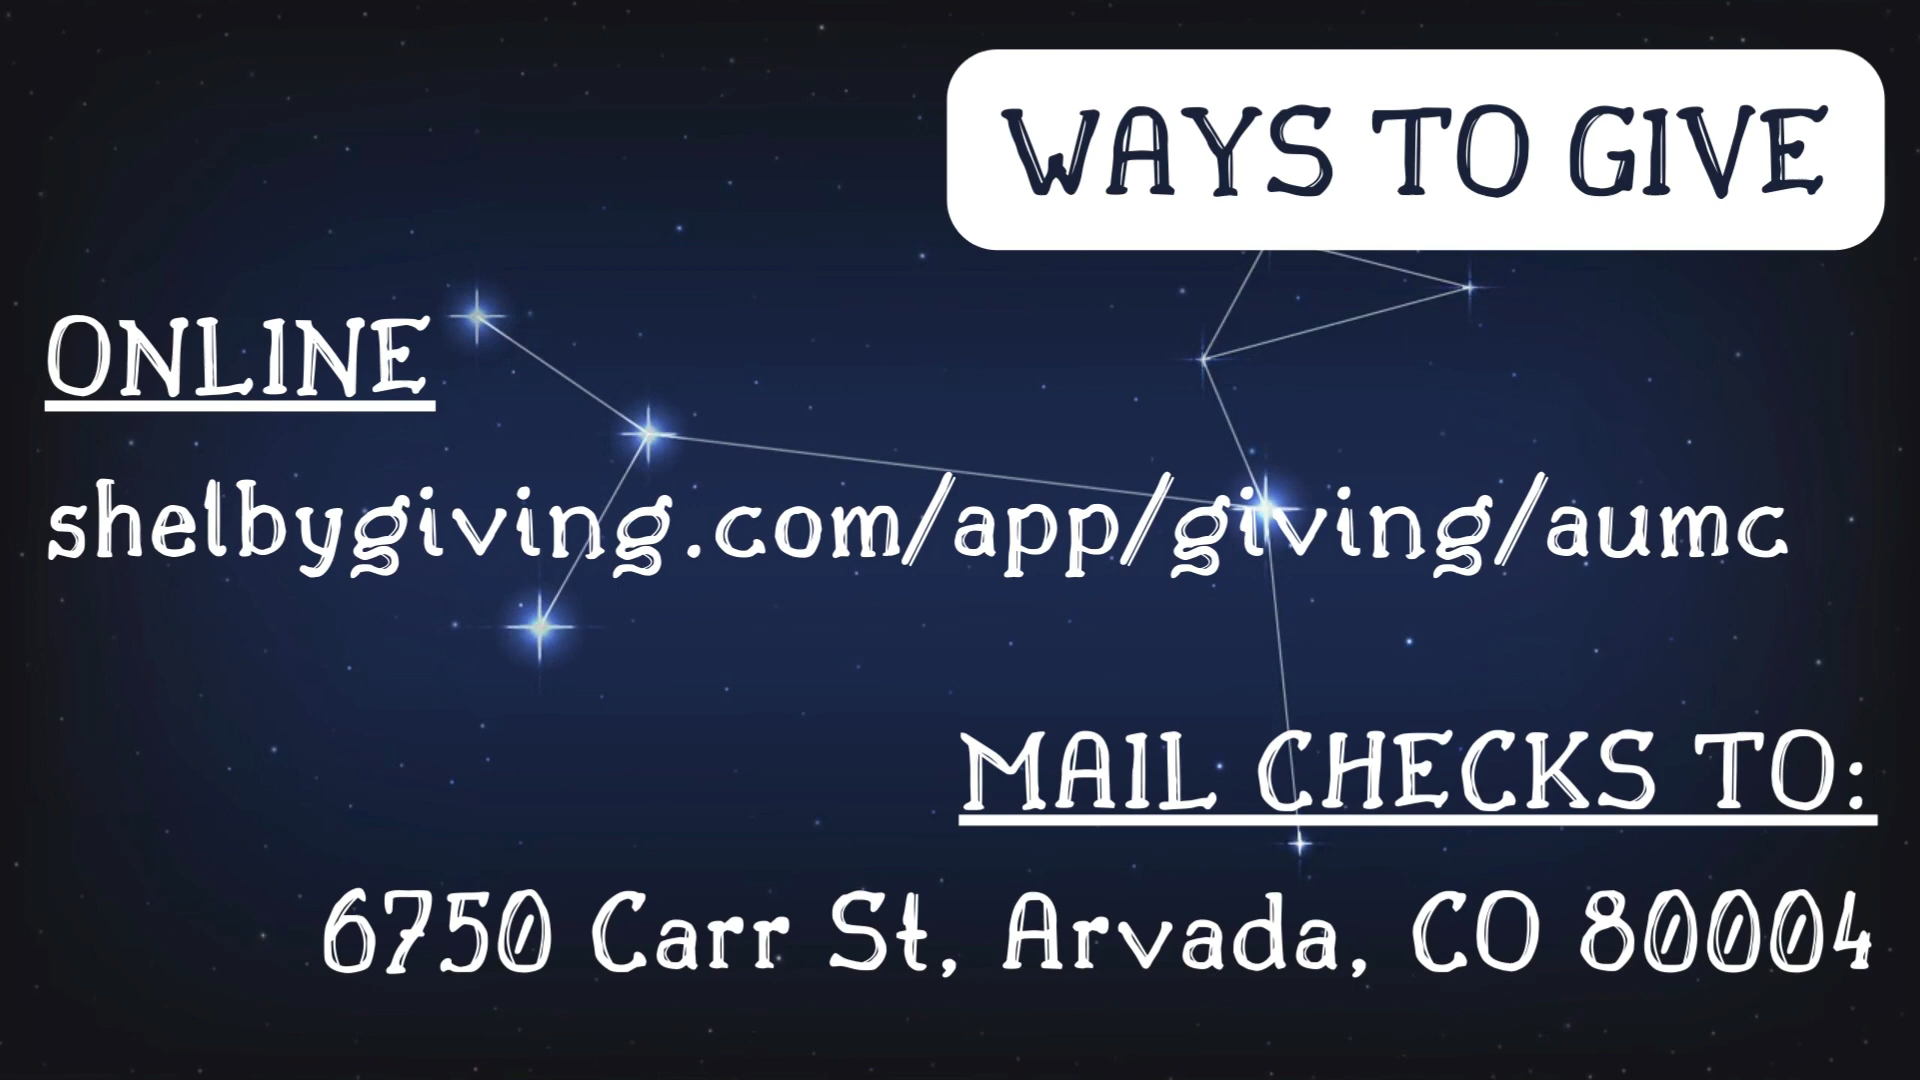 WAYS TO GIVE
ONLINE
shelbygiving.com/app/giving/aumc
MAIL CHECKS TO:
6750 Carr St, Arvada, CO 80004